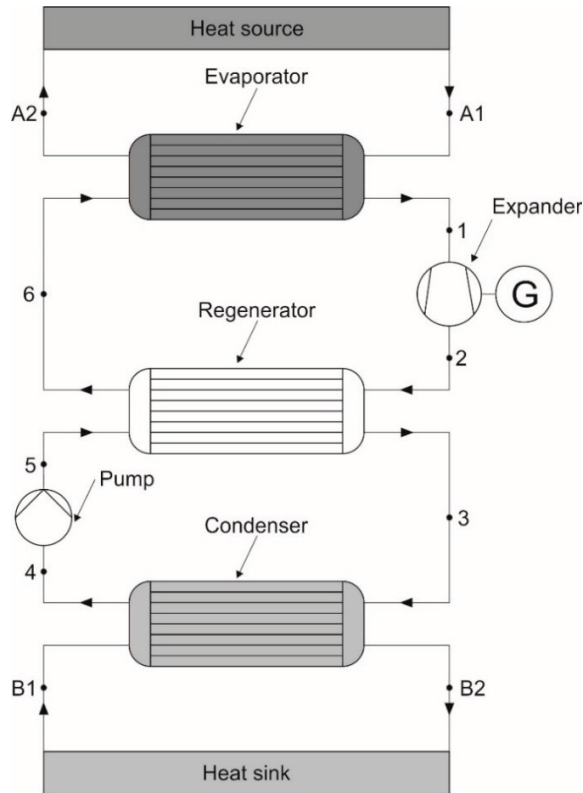 Heat source
Evaporator
A2
A1
1
Expander
6
G
Regenerator
2
5
Pump
3
Condenser
4
B1
B2
Heat sink